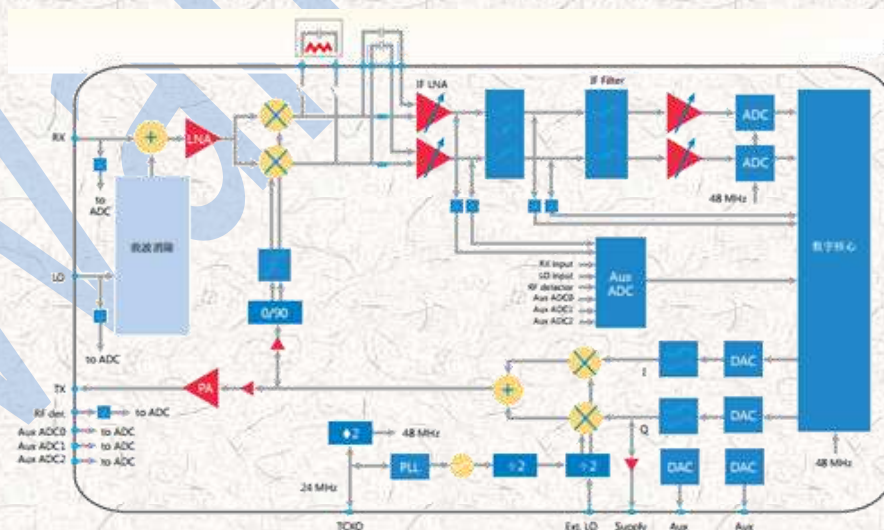 IF LNA
IF Filter
RX
LNA
ADC
ADC
to
ADC
48 MHz
载波消除
数字核心
LO
RX input
LO input
RF detector
Aux ADC0
Aux ADC1
Aux ADC2
Aux
ADC
0/90
to ADC
I
DAC
TX
PA
RF det.
to ADC
Aux ADC0
to ADC
Aux ADC1
to ADC
Aux ADC2
to ADC
Q
DAC
48 MHz
PLL
÷2
÷2
DAC
DAC
48 MHz
24 MHz
TCXO
Ext. LO
Supply
Aux
Aux